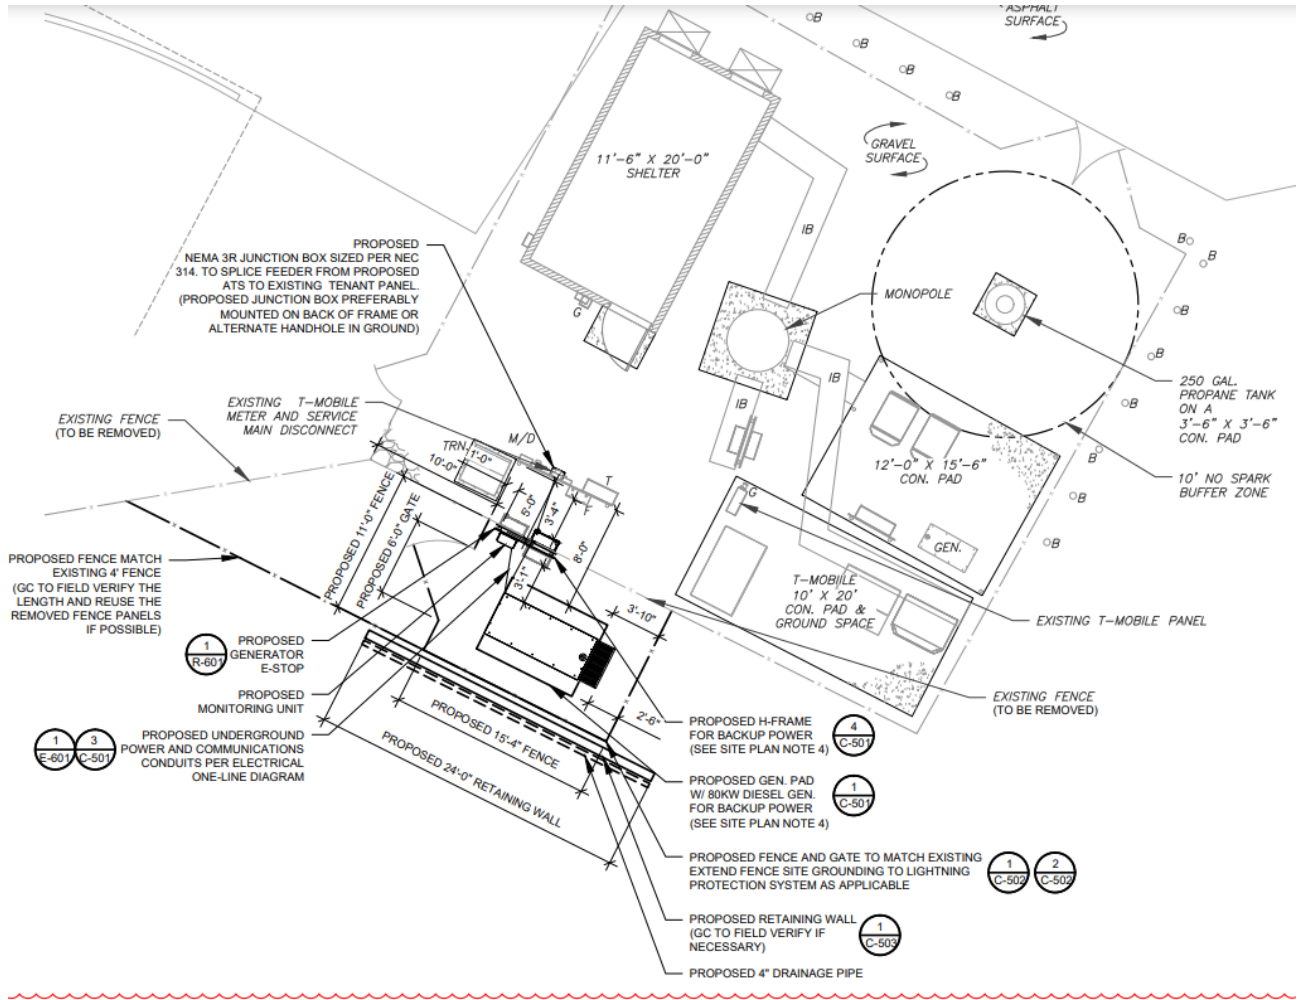 ASPHALT
SURFACE
B
B
B
B
GRAVEL
SURFACE
11'-6" X 20'-0"
SHELTER
IB
B
B
PROPOSED
NEMA 3R JUNCTION BOX SIZED PER NEC
314. TO SPLICE FEEDER FROM PROPOSED
ATS TO EXISTING TENANT PANEL.
(PROPOSED JUNCTION BOX PREFERABLY
MOUNTED ON BACK OF FRAME OR
ALTERNATE HANDHOLE IN GROUND)
G
MONOPOLE
B
B
IB
IB
250 GAL.
PROPANE TANK
ON A
3'-6" X 3'-6"
CON. PAD
B
EXISTING T-MOBILE
METER AND SERVICE
MAIN DISCONNECT
EXISTING FENCE
(TO BE REMOVED)
M/D
TRN.
1'-0"
10'-0"
T
12'-0" X 15'-6"
CON. PAD
B
10' NO SPARK
BUFFER ZONE
B
B
G
GEN.
5'-0"
3'-4"
8'-0"
3'-1"
PROPOSED 11'-0" FENCE
PROPOSED 6'-0" GATE
PROPOSED FENCE MATCH
EXISTING 4' FENCE
(GC TO FIELD VERIFY THE
LENGTH AND REUSE THE
REMOVED FENCE PANELS
IF POSSIBLE)
T-MOBILE
10' X 20'
CON. PAD &
GROUND SPACE
3'-10"
EXISTING T-MOBILE PANEL
1
R-601
PROPOSED
GENERATOR
E-STOP
PROPOSED
MONITORING UNIT
EXISTING FENCE
(TO BE REMOVED)
2'-6"
PROPOSED 15'-4" FENCE
PROPOSED 24'-0" RETAINING WALL
1
E-601
3
C-501
PROPOSED UNDERGROUND
POWER AND COMMUNICATIONS
CONDUITS PER ELECTRICAL
ONE-LINE DIAGRAM
PROPOSED H-FRAME
FOR BACKUP POWER
(SEE SITE PLAN NOTE 4)
4
C-501
PROPOSED GEN. PAD
W/ 80KW DIESEL GEN.
FOR BACKUP POWER
(SEE SITE PLAN NOTE 4)
1
C-501
PROPOSED FENCE AND GATE TO MATCH EXISTING
EXTEND FENCE SITE GROUNDING TO LIGHTNING
PROTECTION SYSTEM AS APPLICABLE
1
C-502
2
C-502
PROPOSED RETAINING WALL
(GC TO FIELD VERIFY IF
NECESSARY)
1
C-503
PROPOSED 4" DRAINAGE PIPE